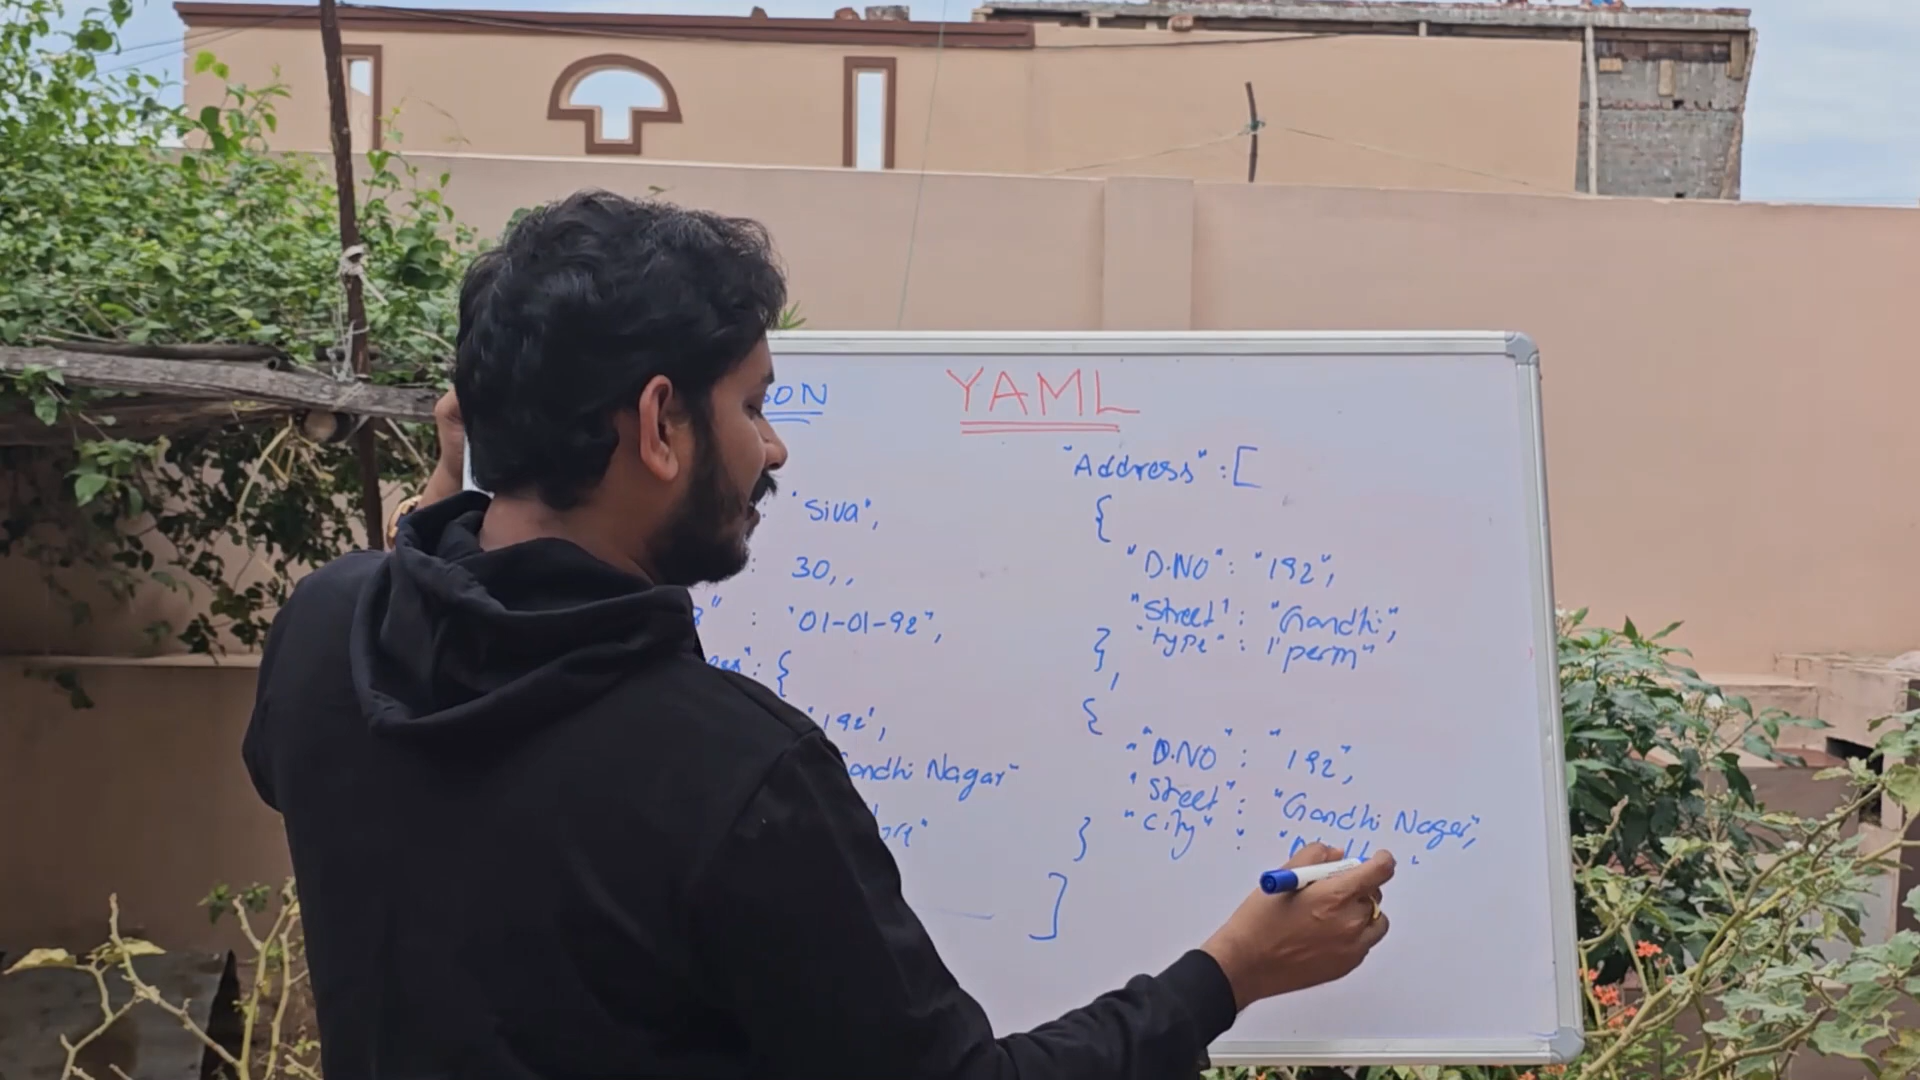 SON
YAML
: "Siva",
: 30,,
B" : "01-01-92",
": {
"192",
Gandhi Nagar"
ore"
"Address" : [
{
"D.NO" : "192",
"Street" : "Gandhi",
} "type" : "perm"
,
{
"D.NO" : "192",
"Street" : "Gandhi Nagar",
} "City" :
]